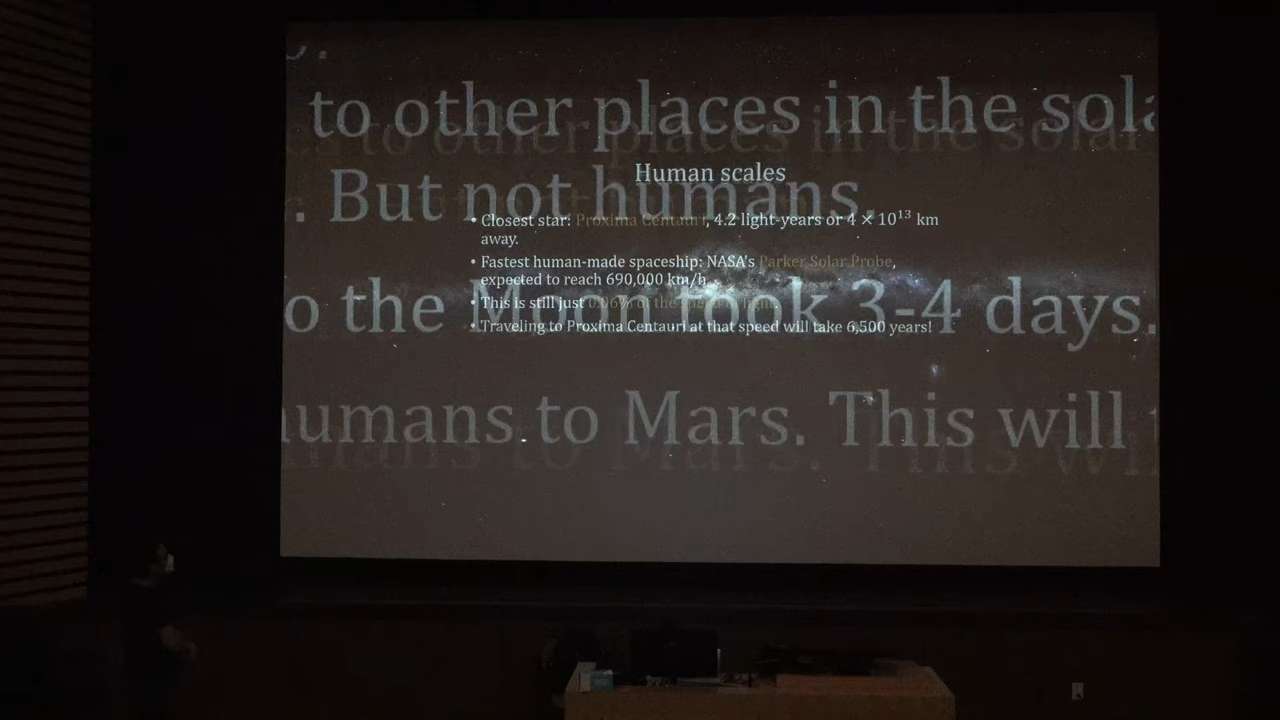 to other places in the sola
Human scales
. But not humans.
• Closest star: Proxima Centauri, 4.2 light-years or 4 × 10¹³ km
away.
• Fastest human-made spaceship: NASA's Parker Solar Probe,
expected to reach 690,000 km/h.
o the Moon took 3-4 days.
• This is still just 0.06% of the speed of light.
• Traveling to Proxima Centauri at that speed will take 6,500 years!
umans to Mars. This will